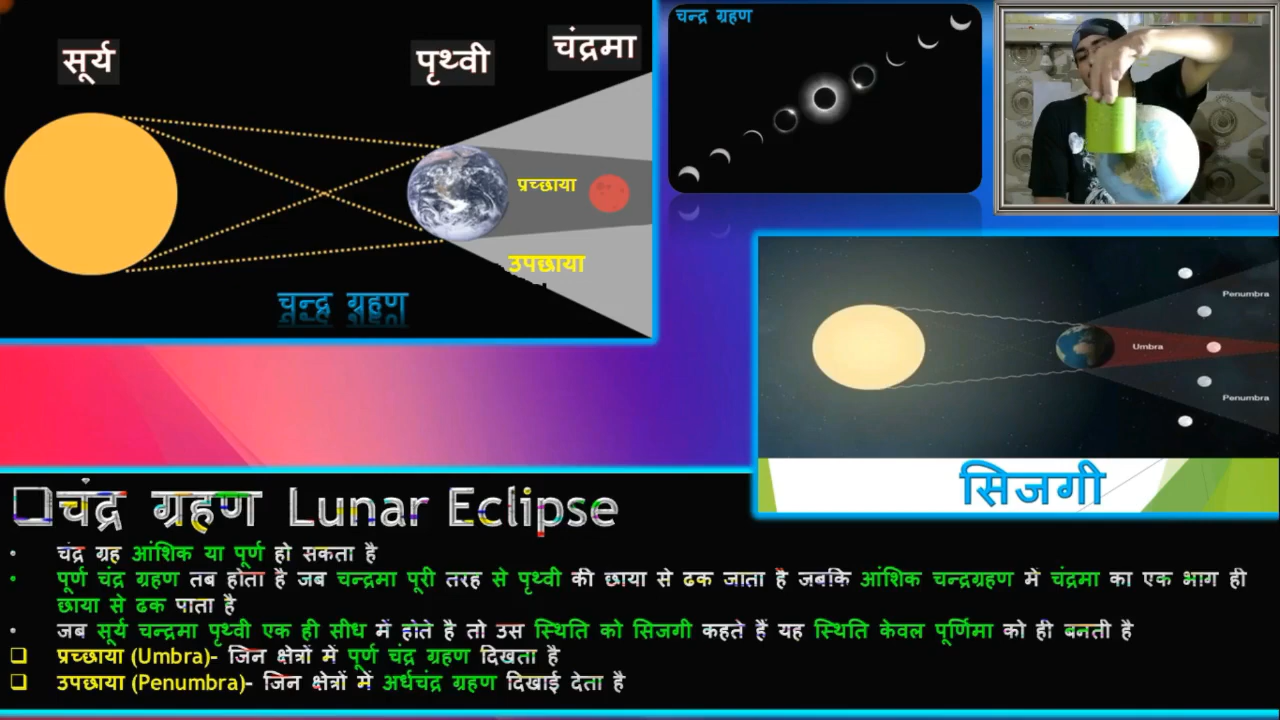 सूर्य
पृथ्वी
चंद्रमा
प्रच्छाया
उपछाया
चन्द्र ग्रहण
चन्द्र ग्रहण
Penumbra
Umbra
Penumbra
सिजगी
चंद्र ग्रहण Lunar Eclipse
चंद्र ग्रह आंशिक या पूर्ण हो सकता है
पूर्ण चंद्र ग्रहण तब होता है जब चन्द्रमा पूरी तरह से पृथ्वी की छाया से ढक जाता है जबकि आंशिक चन्द्रग्रहण में चंद्रमा का एक भाग ही
छाया से ढक पाता है
जब सूर्य चन्द्रमा पृथ्वी एक ही सीध में होते है तो उस स्थिति को सिजगी कहते हैं यह स्थिति केवल पूर्णिमा को ही बनती है
प्रच्छाया (Umbra)- जिन क्षेत्रों में पूर्ण चंद्र ग्रहण दिखता है
उपछाया (Penumbra)- जिन क्षेत्रों में अर्धचंद्र ग्रहण दिखाई देता है